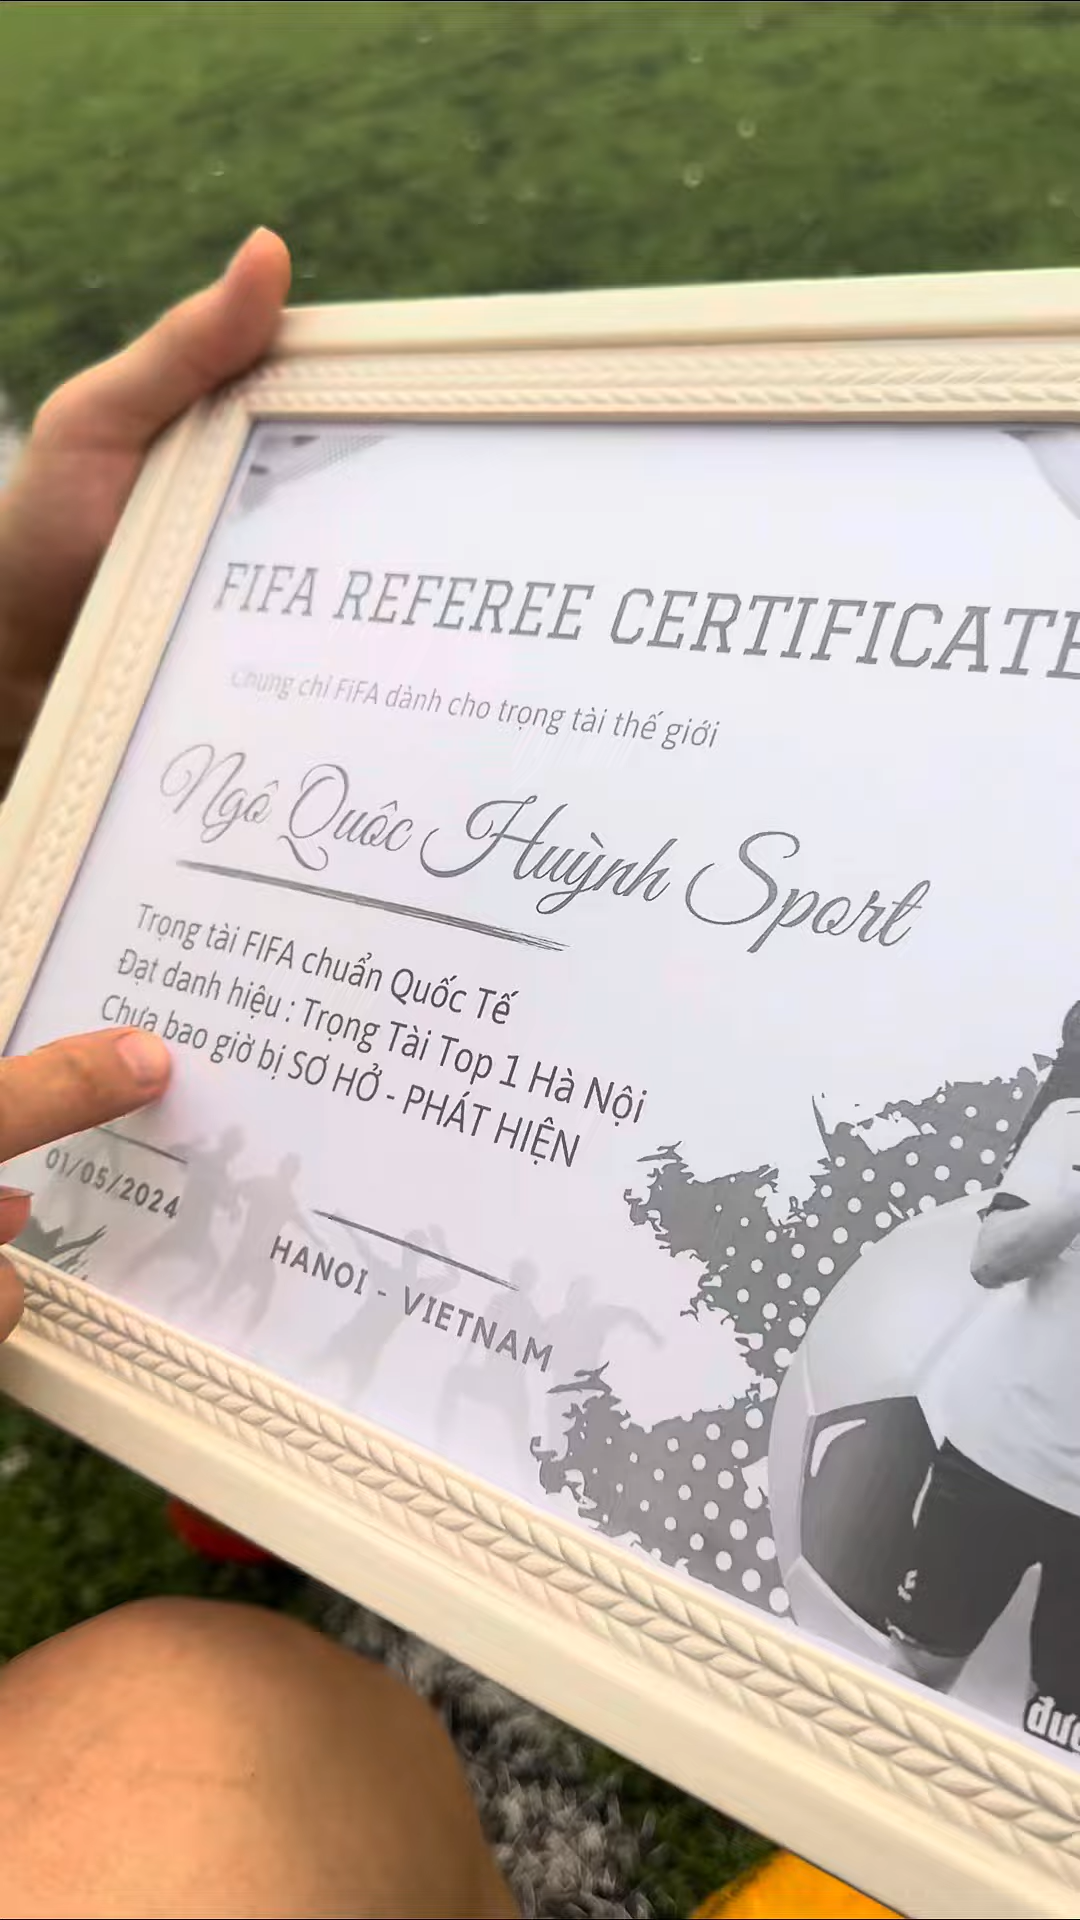 FIFA REFEREE CERTIFICATE
Chứng chỉ FiFA dành cho trọng tài thế giới
Ngô Quốc Huỳnh Sport
Trọng tài FIFA chuẩn Quốc Tế
Đạt danh hiệu : Trọng Tài Top 1 Hà Nội
Chưa bao giờ bị SƠ HỞ - PHÁT HIỆN
01/05/2024
HANOI - VIETNAM